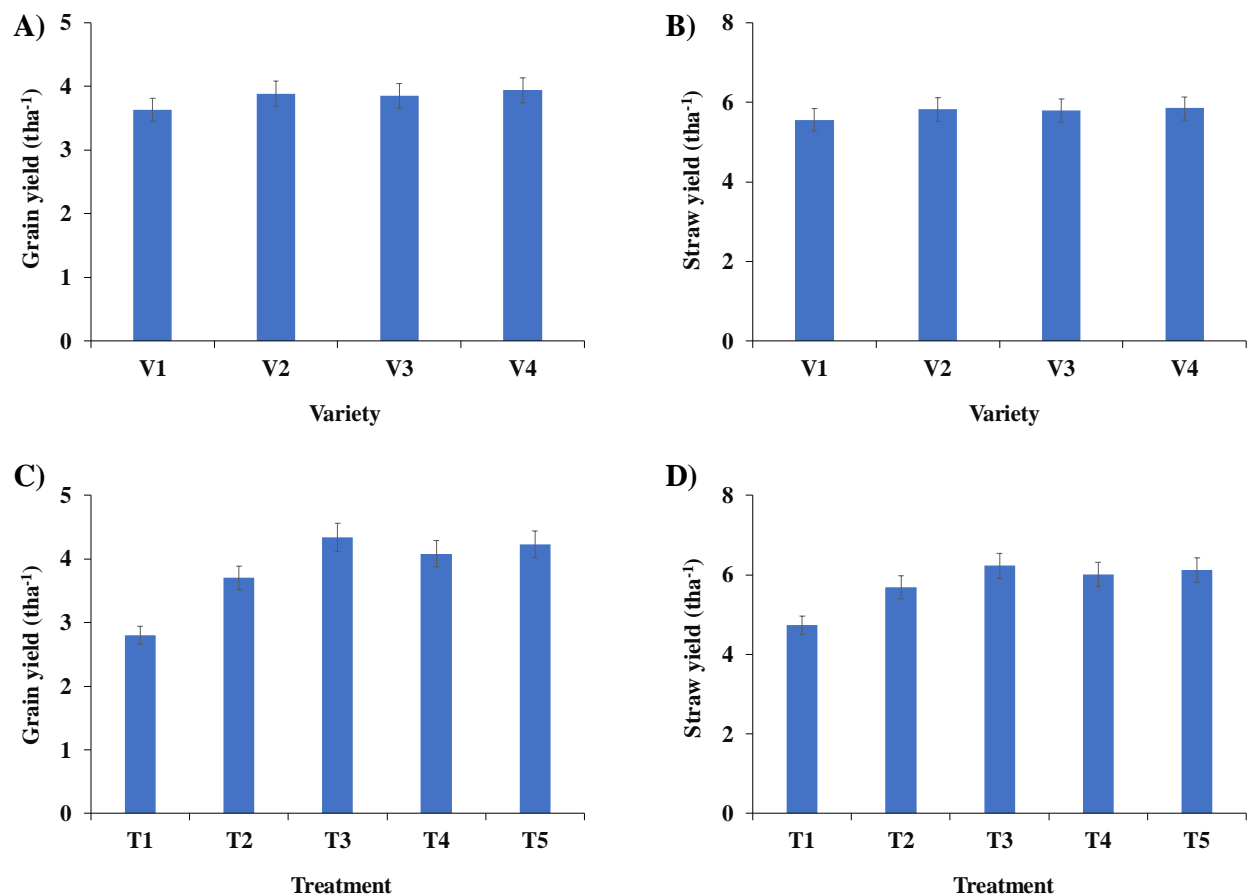 A)
Grain yield (tha-1)
5
4
3
2
1
0
V1 V2 V3 V4
Variety
B)
Straw yield (tha-1)
8
6
4
2
0
V1 V2 V3 V4
Variety
C)
Grain yield (tha-1)
5
4
3
2
1
0
T1 T2 T3 T4 T5
Treatment
D)
Straw yield (tha-1)
8
6
4
2
0
T1 T2 T3 T4 T5
Treatment